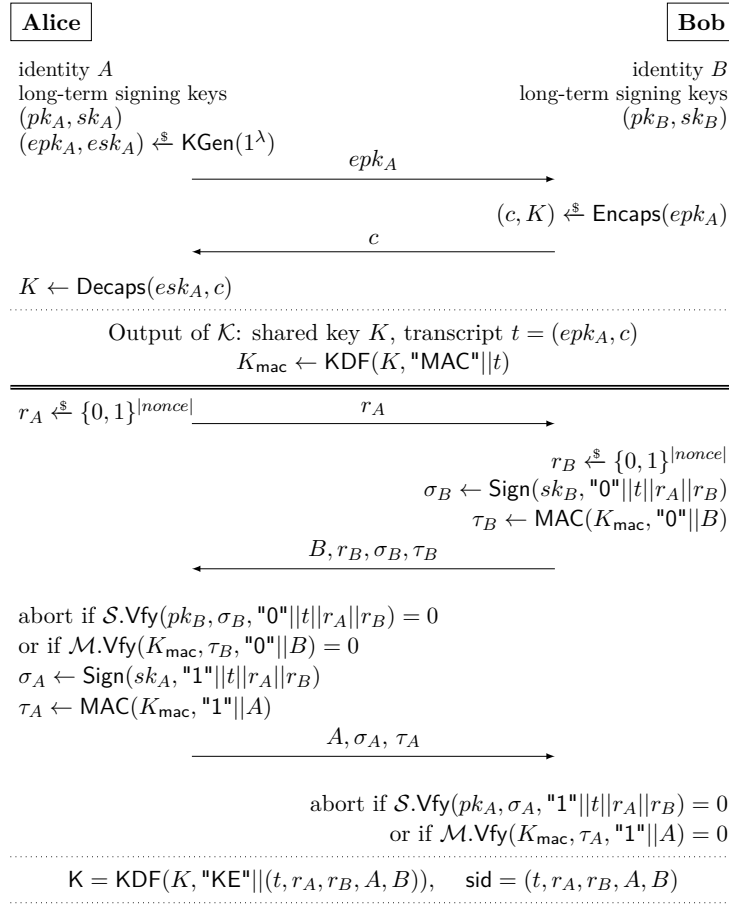 Alice Bob
identity A identity B
long-term signing keys long-term signing keys
(pk_A, sk_A) (pk_B, sk_B)
(epk_A, esk_A) ←$ KGen(1^λ)
epk_A
(c, K) ←$ Encaps(epk_A)
c
K ← Decaps(esk_A, c)
Output of 𝒦: shared key K, transcript t = (epk_A, c)
K_mac ← KDF(K, "MAC"||t)
r_A ←$ {0, 1}^|nonce| r_A
r_B ←$ {0, 1}^|nonce|
σ_B ← Sign(sk_B, "0"||t||r_A||r_B)
τ_B ← MAC(K_mac, "0"||B)
B, r_B, σ_B, τ_B
abort if 𝒮.Vfy(pk_B, σ_B, "0"||t||r_A||r_B) = 0
or if ℳ.Vfy(K_mac, τ_B, "0"||B) = 0
σ_A ← Sign(sk_A, "1"||t||r_A||r_B)
τ_A ← MAC(K_mac, "1"||A)
A, σ_A, τ_A
abort if 𝒮.Vfy(pk_A, σ_A, "1"||t||r_A||r_B) = 0
or if ℳ.Vfy(K_mac, τ_A, "1"||A) = 0
K = KDF(K, "KE"||(t, r_A, r_B, A, B)), sid = (t, r_A, r_B, A, B)